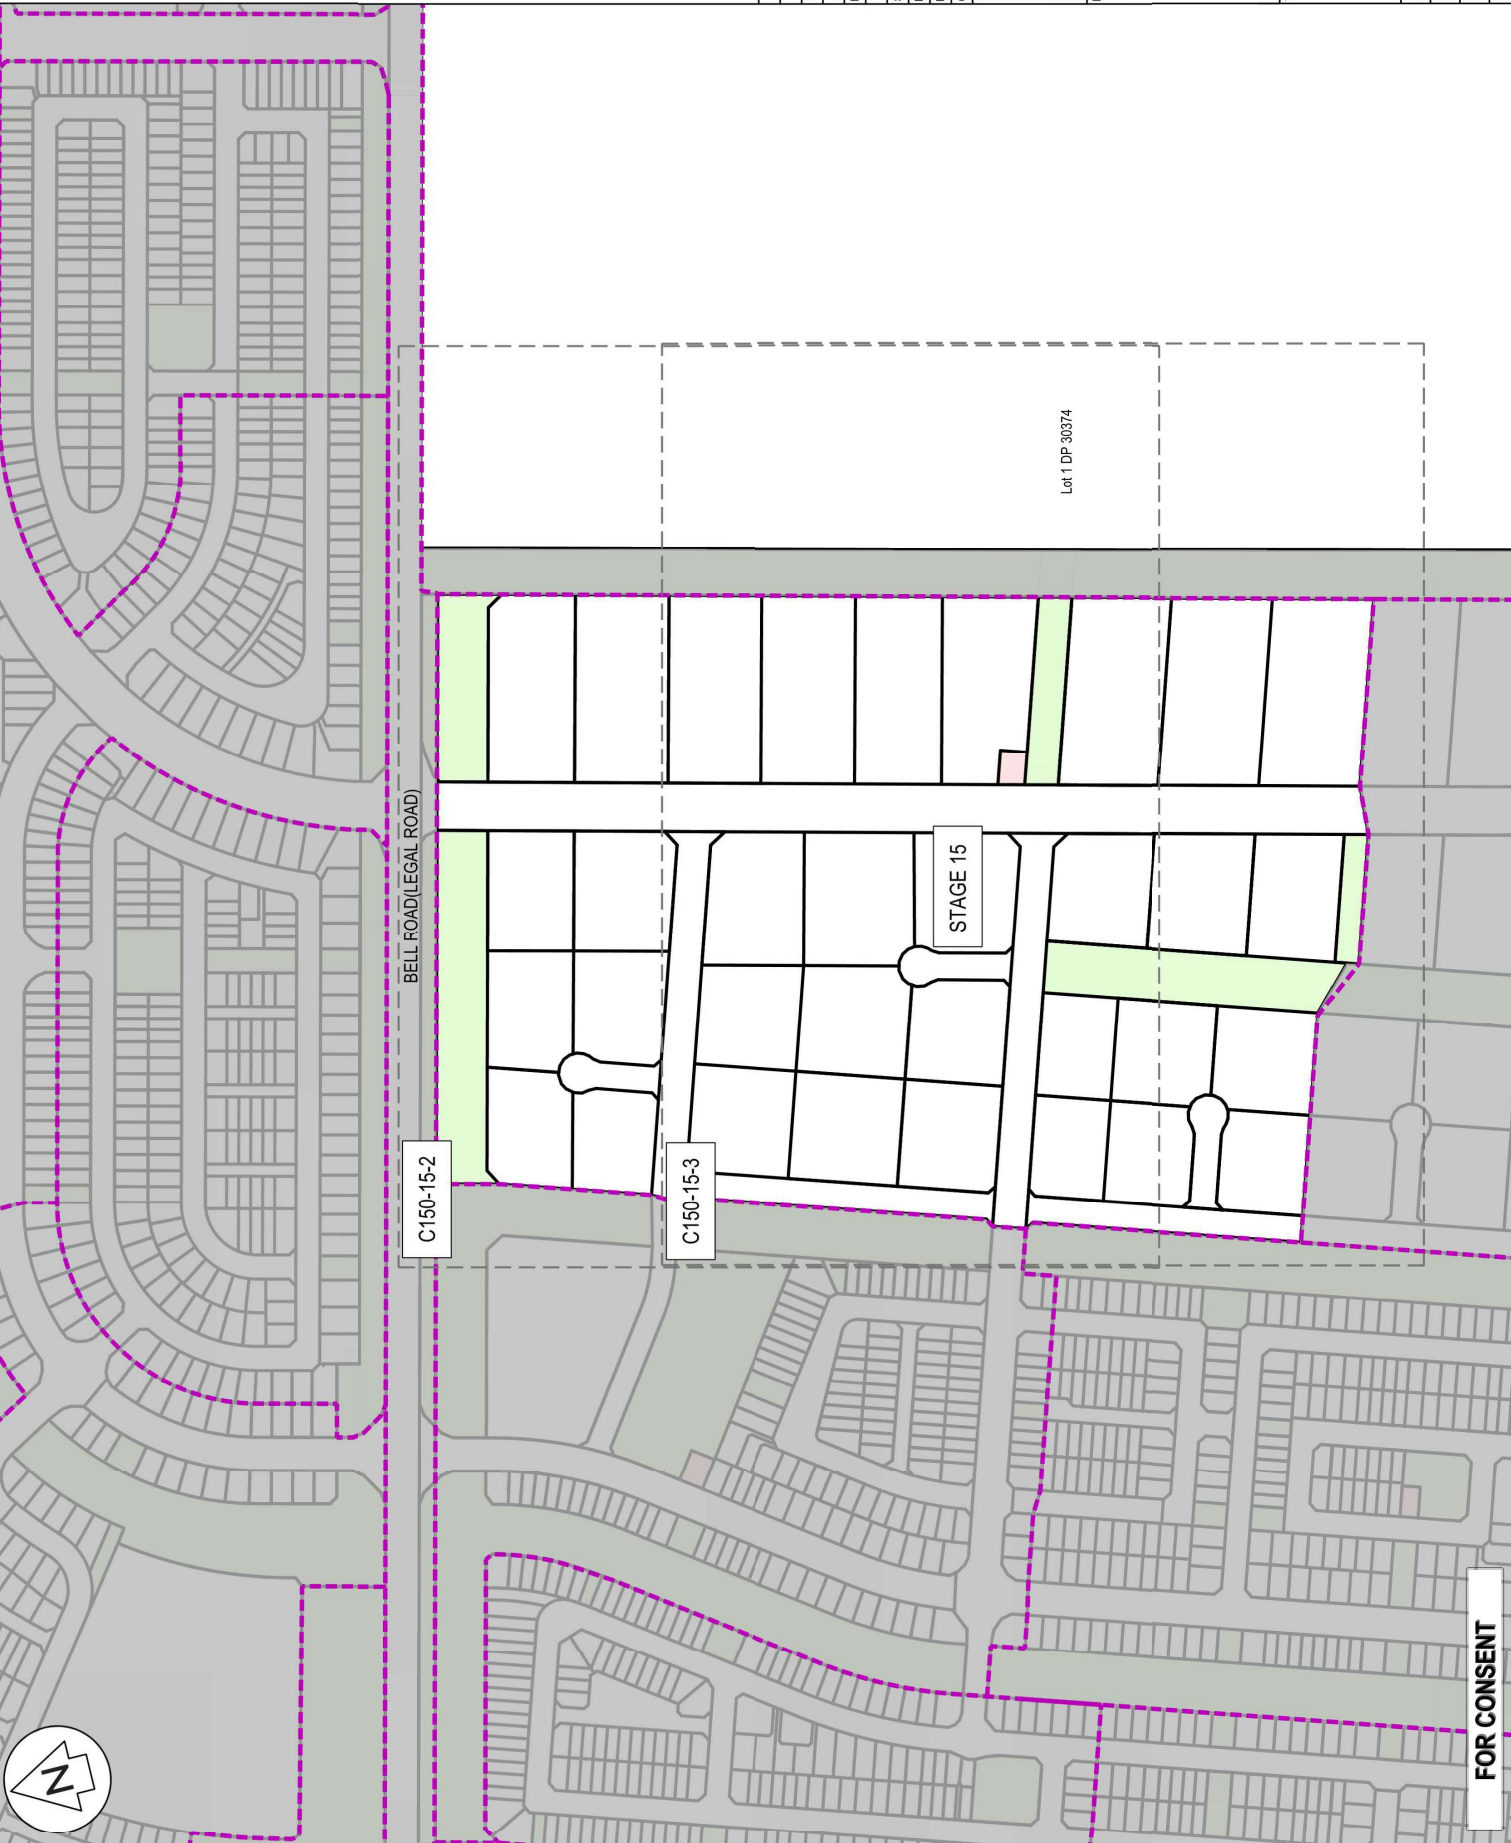 Lot 1 DP 30374
BELL ROAD(LEGAL ROAD)
STAGE 15
C150-15-2
C150-15-3
FOR CONSENT
N